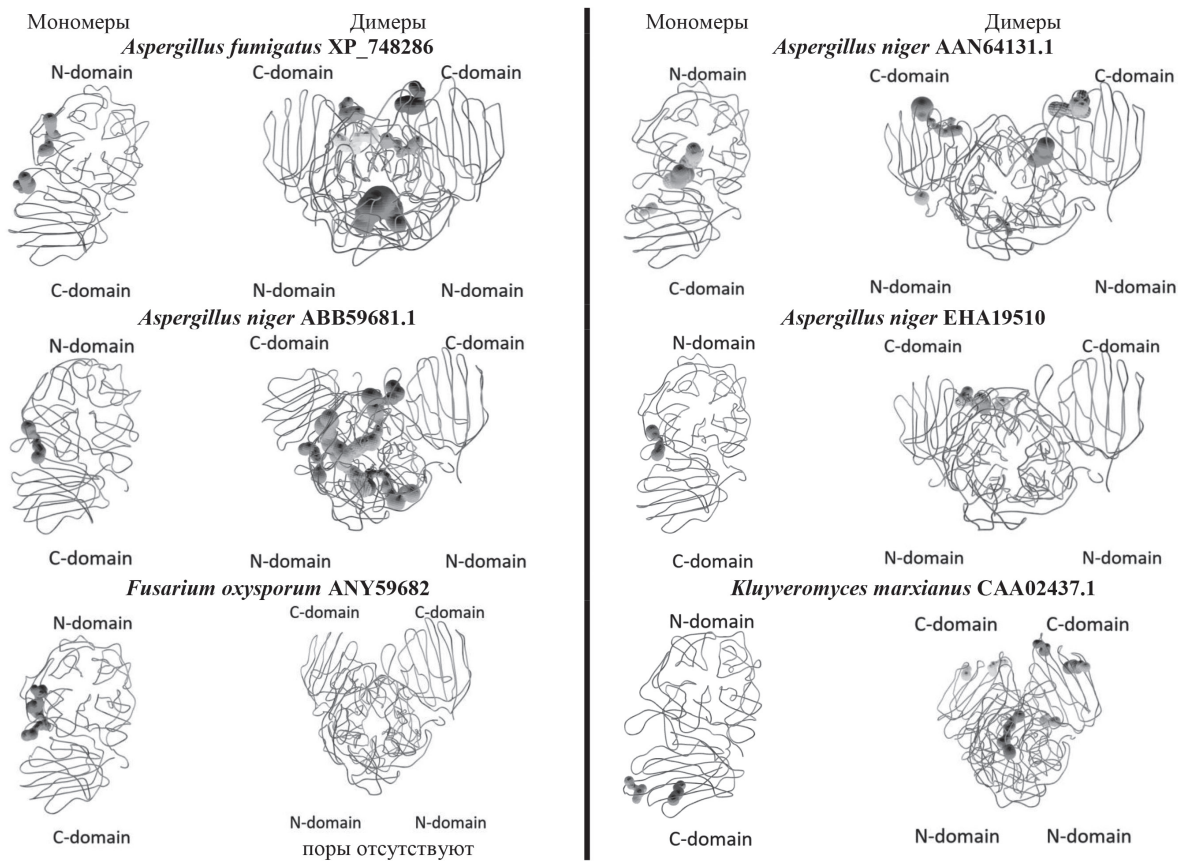 Мономеры Димеры
Aspergillus fumigatus XP_748286
N-domain C-domain C-domain
C-domain N-domain N-domain
Aspergillus niger ABB59681.1
N-domain C-domain C-domain
C-domain N-domain N-domain
Fusarium oxysporum ANY59682
N-domain C-domain C-domain
C-domain N-domain N-domain
поры отсутствуют
Мономеры Димеры
Aspergillus niger AAN64131.1
N-domain C-domain C-domain
C-domain N-domain N-domain
Aspergillus niger EHA19510
N-domain C-domain C-domain
C-domain N-domain N-domain
Kluyveromyces marxianus CAA02437.1
N-domain C-domain C-domain
C-domain N-domain N-domain